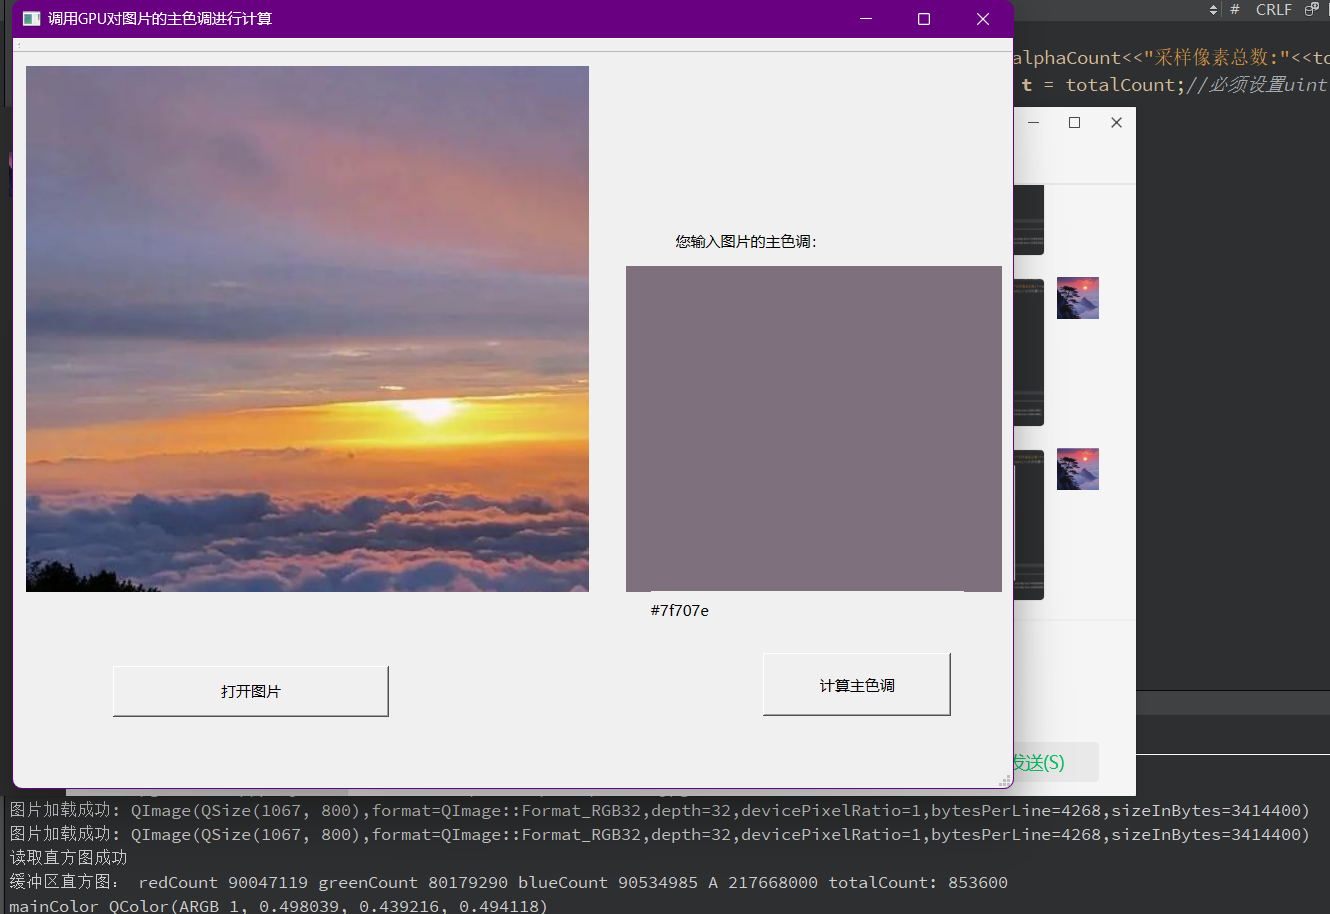 调用GPU对图片的主色调进行计算
# CRLF
alphaCount<<"采样像素总数:"<<to
t = totalCount;//必须设置uint
您输入图片的主色调:
#7f707e
打开图片
计算主色调
发送(S)
图片加载成功: QImage(QSize(1067, 800),format=QImage::Format_RGB32,depth=32,devicePixelRatio=1,bytesPerLine=4268,sizeInBytes=3414400)
图片加载成功: QImage(QSize(1067, 800),format=QImage::Format_RGB32,depth=32,devicePixelRatio=1,bytesPerLine=4268,sizeInBytes=3414400)
读取直方图成功
缓冲区直方图: redCount 90047119 greenCount 80179290 blueCount 90534985 A 217668000 totalCount: 853600
mainColor QColor(ARGB 1, 0.498039, 0.439216, 0.494118)